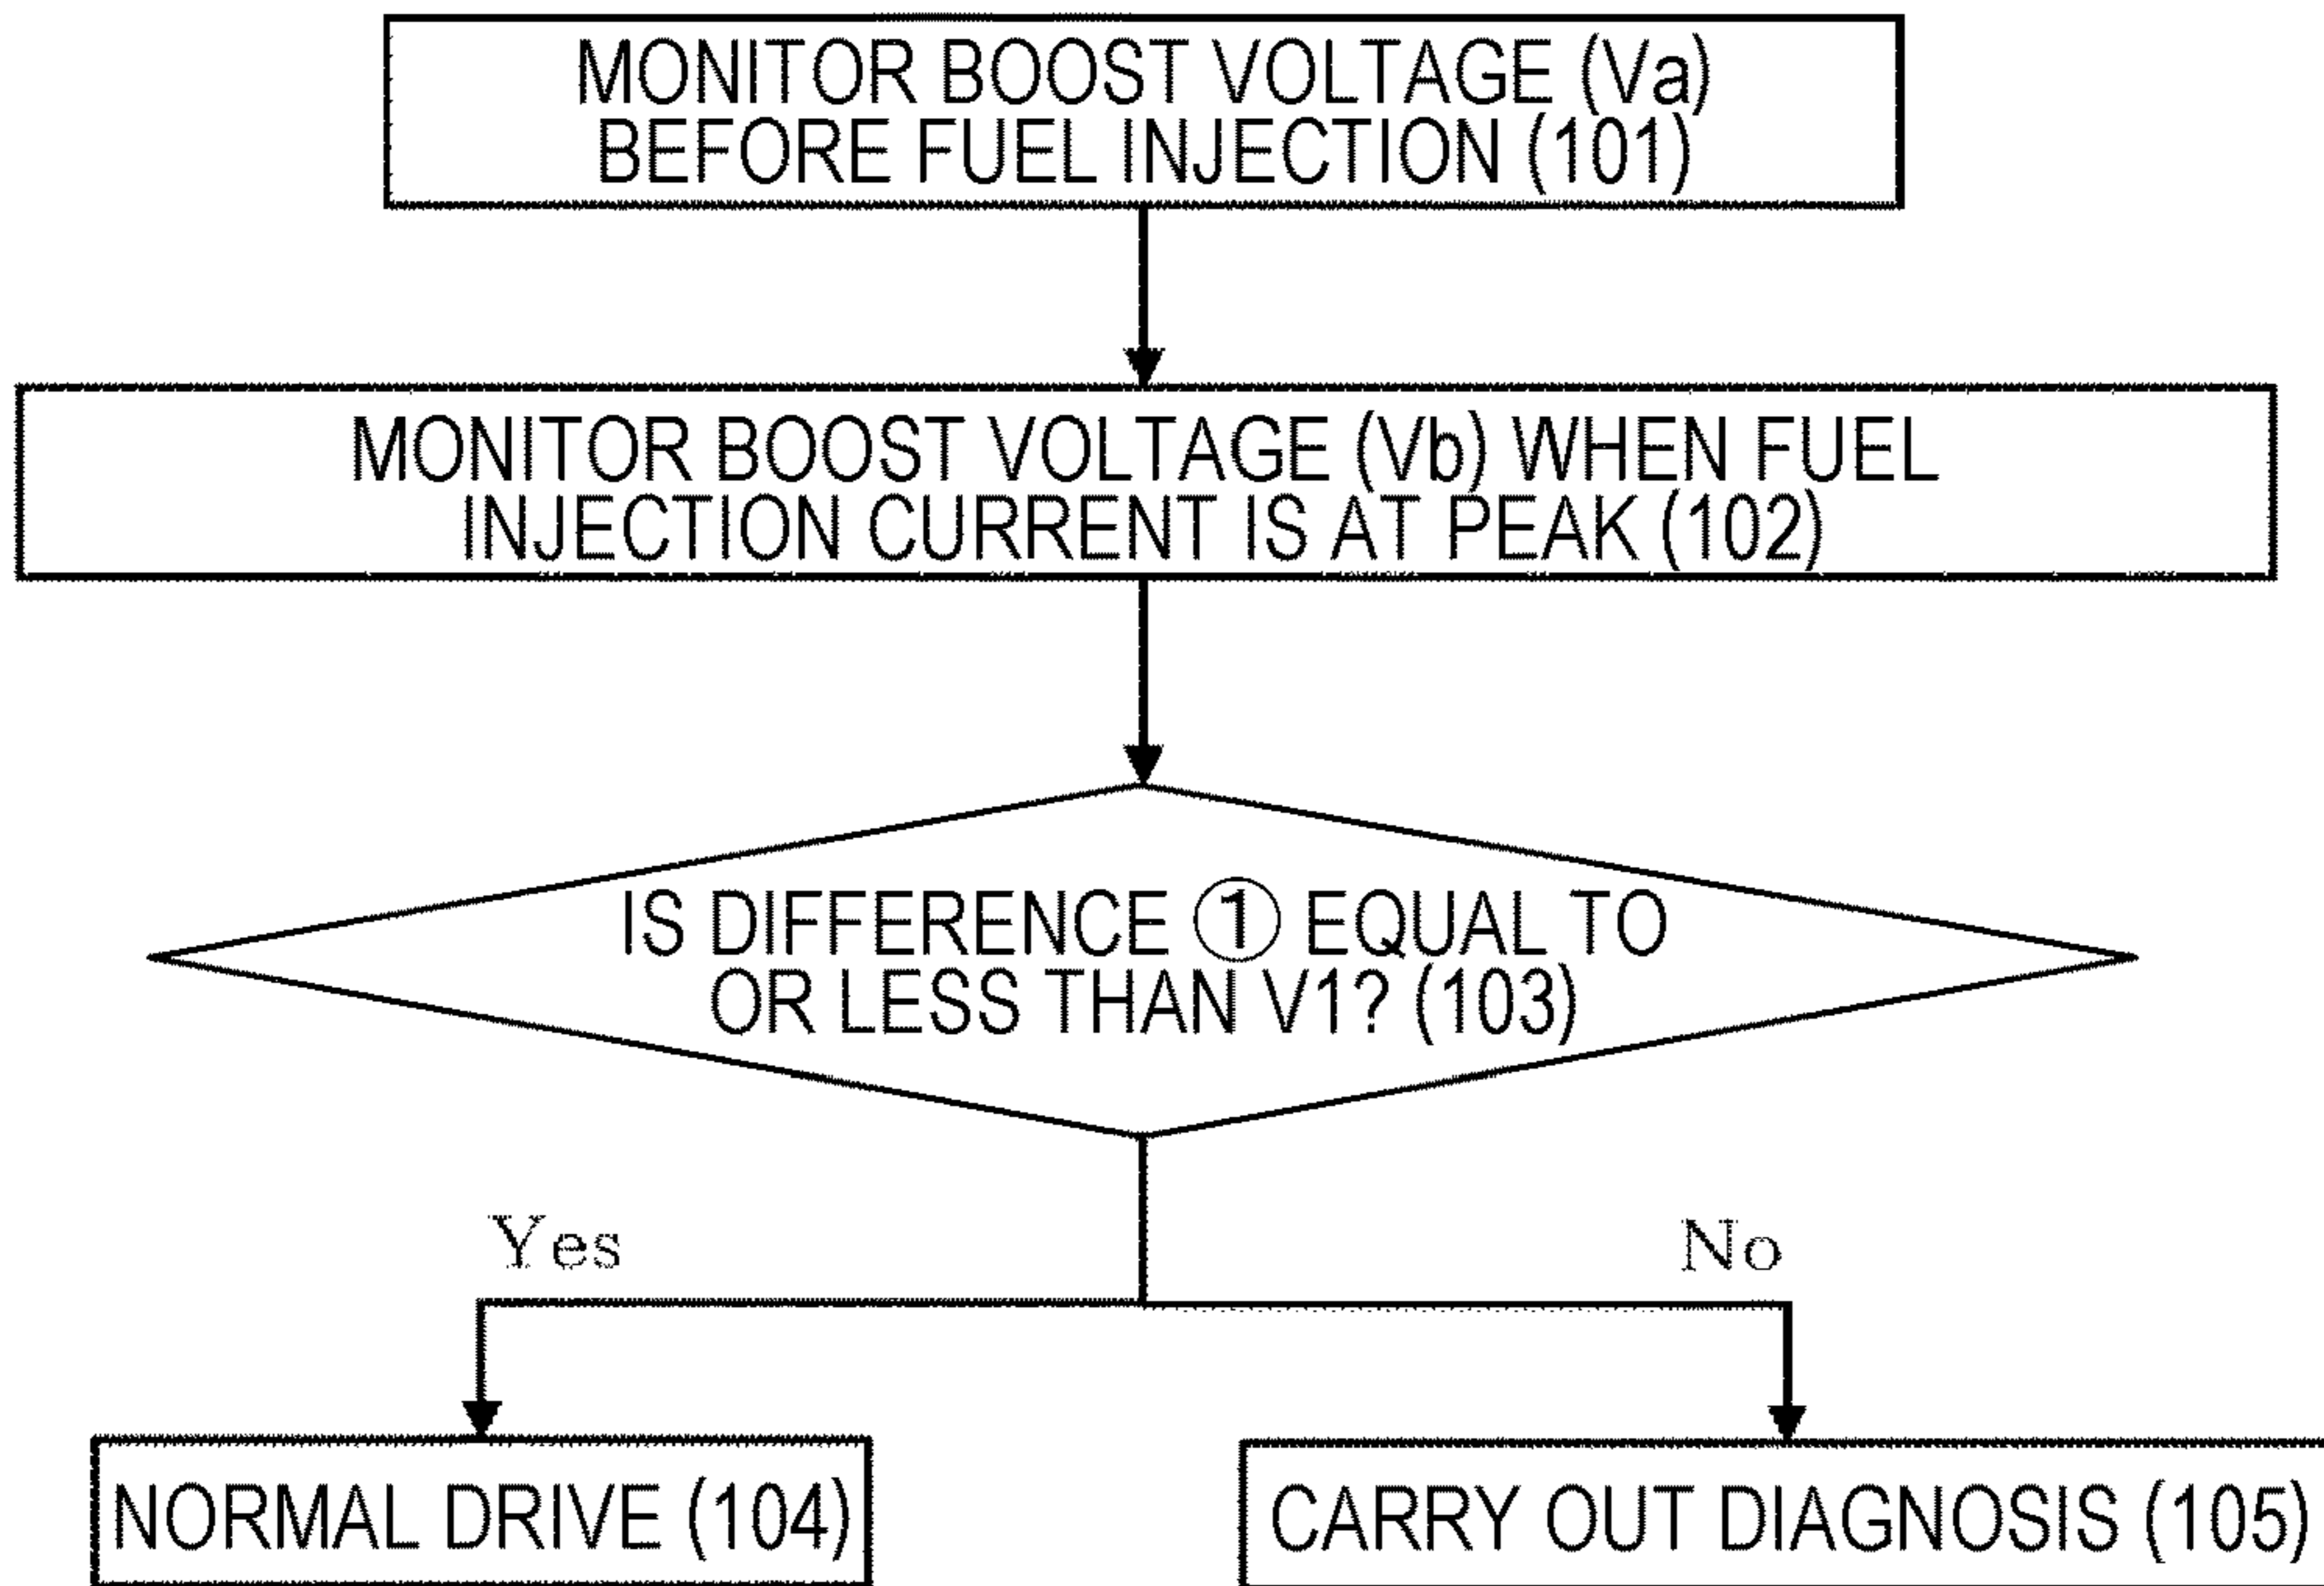 MONITOR BOOST VOLTAGE (Va)
BEFORE FUEL INJECTION (101)
MONITOR BOOST VOLTAGE (Vb) WHEN FUEL
INJECTION CURRENT IS AT PEAK (102)
IS DIFFERENCE ① EQUAL TO
OR LESS THAN V1? (103)
Yes
No
NORMAL DRIVE (104)
CARRY OUT DIAGNOSIS (105)